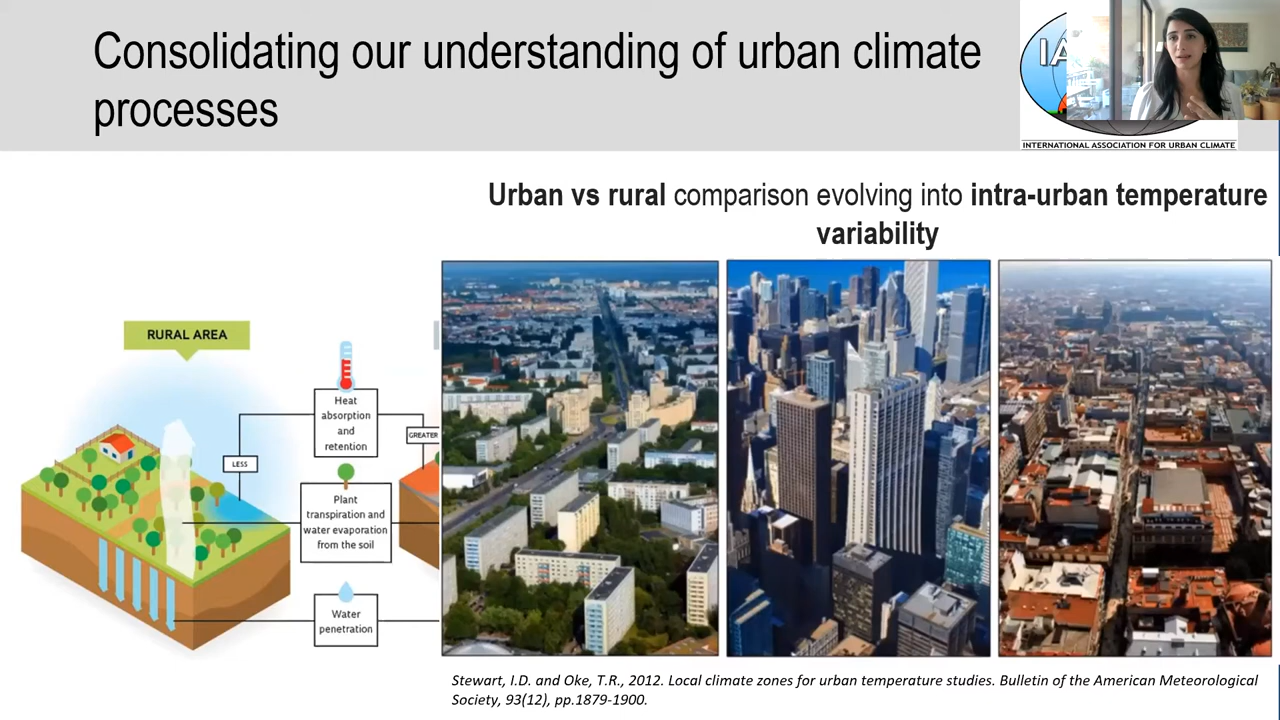 Consolidating our understanding of urban climate
processes
IA
INTERNATIONAL ASSOCIATION FOR URBAN CLIMATE
Urban vs rural comparison evolving into intra-urban temperature
variability
RURAL AREA
Heat
absorption
and
retention
GREATER
LESS
Plant
transpiration and
water evaporation
from the soil
Water
penetration
Stewart, I.D. and Oke, T.R., 2012. Local climate zones for urban temperature studies. Bulletin of the American Meteorological
Society, 93(12), pp.1879-1900.